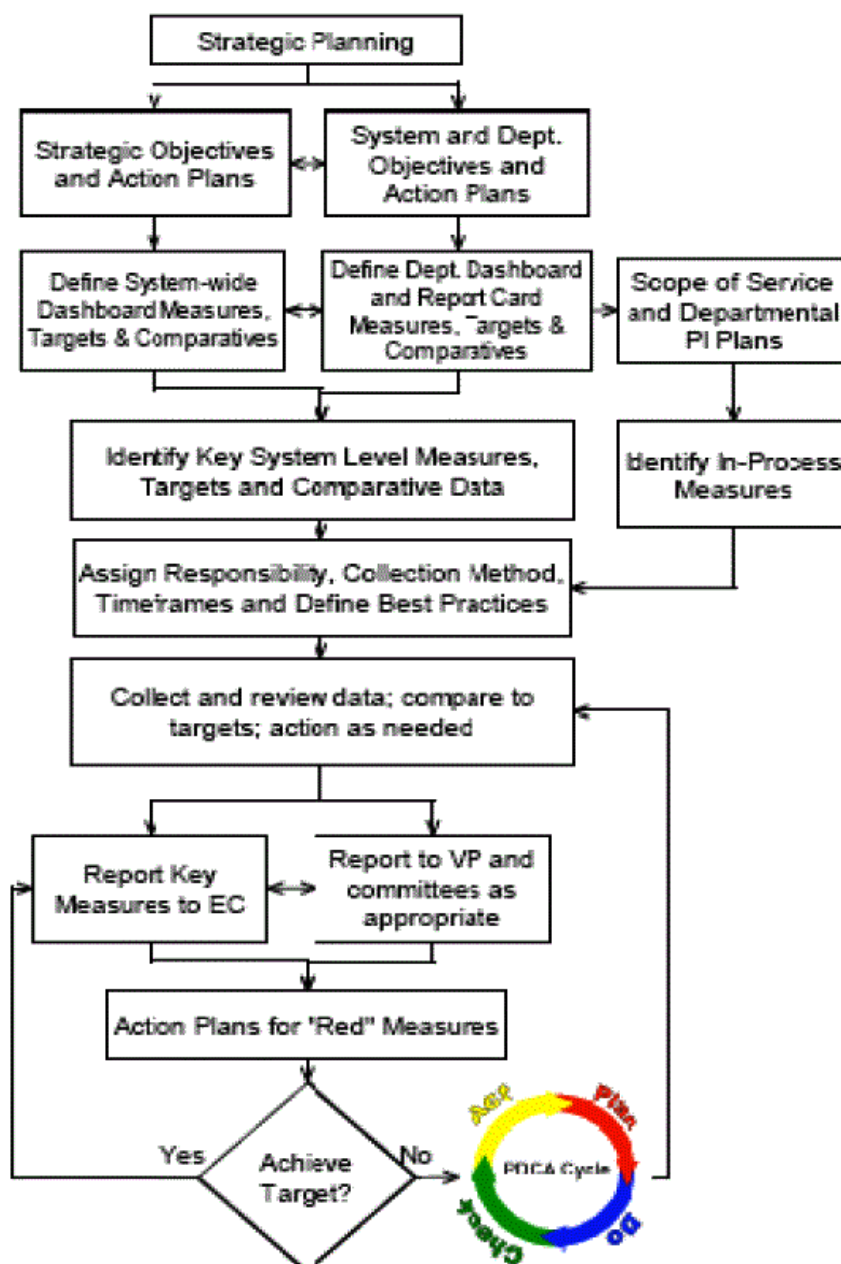 Strategic Planning
Strategic Objectives
and Action Plans
System and Dept.
Objectives and
Action Plans
Define System-wide
Dashboard Measures,
Targets & Comparatives
Define Dept. Dashboard
and Report Card
Measures, Targets &
Comparatives
Scope of Service
and Departmental
PI Plans
Identify Key System Level Measures,
Targets and Comparative Data
Identify In-Process
Measures
Assign Responsibility, Collection Method,
Timeframes and Define Best Practices
Collect and review data; compare to
targets; action as needed
Report Key
Measures to EC
Report to VP and
committees as
appropriate
Action Plans for "Red" Measures
Yes
Achieve
Target?
No
Act
Plan
PDCA Cycle
Check
Do